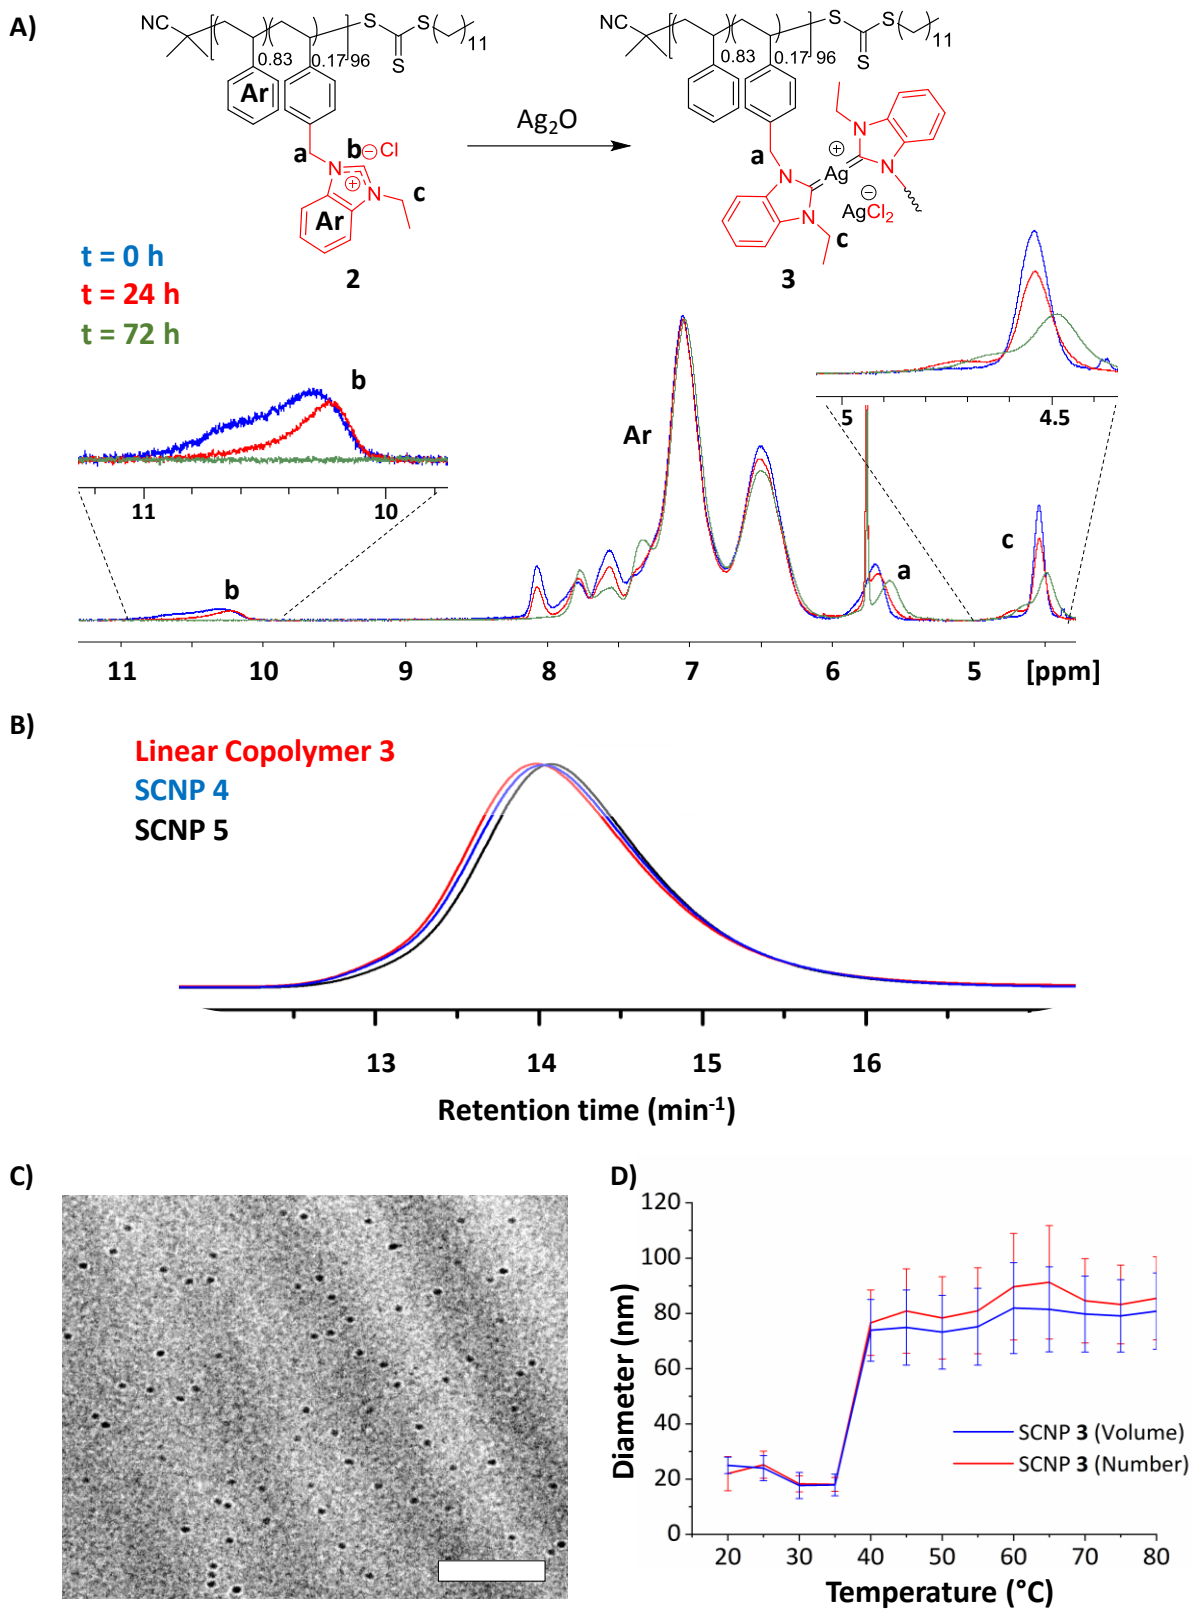 A)
NC
0.83
0.17
96
S
S
S
11
Ar
a
b
⊖ Cl
N
⊕
N
c
Ar
2
Ag₂O
NC
0.83
0.17
96
S
S
S
11
a
N
N
Ag
⊕
N
N
⊖
AgCl₂
c
3
t = 0 h
t = 24 h
t = 72 h
b
11 10
5 4.5
Ar
b
a
c
11 10 9 8 7 6 5 [ppm]
B)
Linear Copolymer 3
SCNP 4
SCNP 5
13 14 15 16
Retention time (min⁻¹)
C)
D)
120
100
80
60
40
20
0
Diameter (nm)
SCNP 3 (Volume)
SCNP 3 (Number)
20 30 40 50 60 70 80
Temperature (°C)